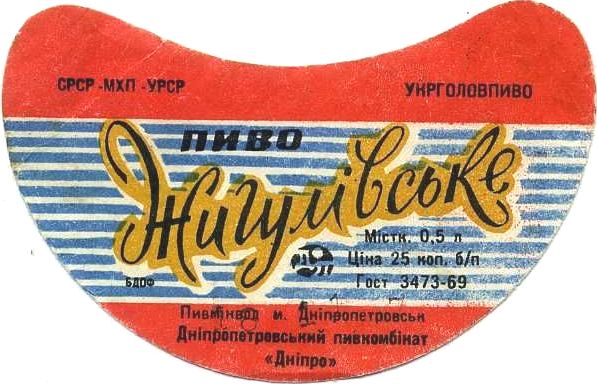 СРСР -МХП -УРСР
УКРГОЛОВПИВО
ПИВО
Жигулівське
Містк. 0,5 л
Ціна 25 коп. б/п
Гост 3473-69
БДОФ
Пивзавод м. Дніпропетровськ
Дніпропетровський пивкомбінат
«Дніпро»